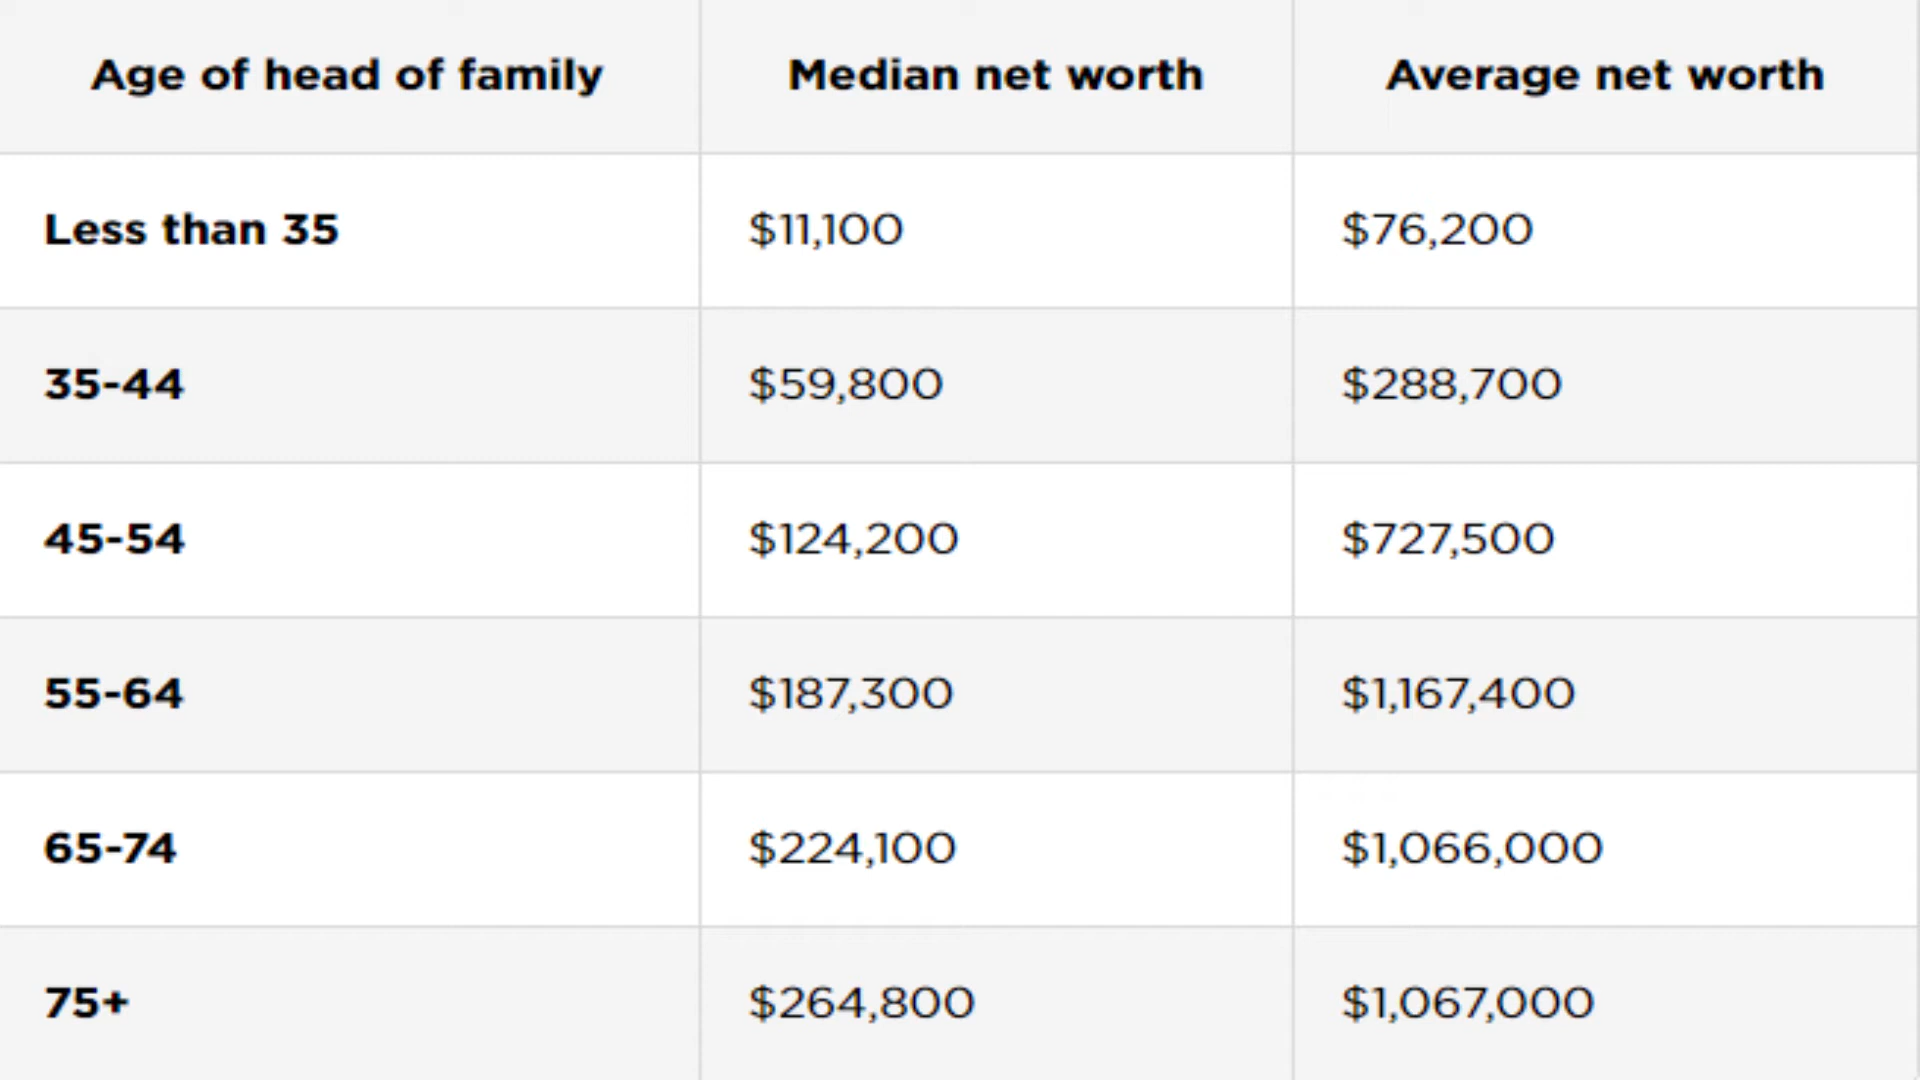 Age of head of family Median net worth Average net worth
Less than 35 $11,100 $76,200
35-44 $59,800 $288,700
45-54 $124,200 $727,500
55-64 $187,300 $1,167,400
65-74 $224,100 $1,066,000
75+ $264,800 $1,067,000